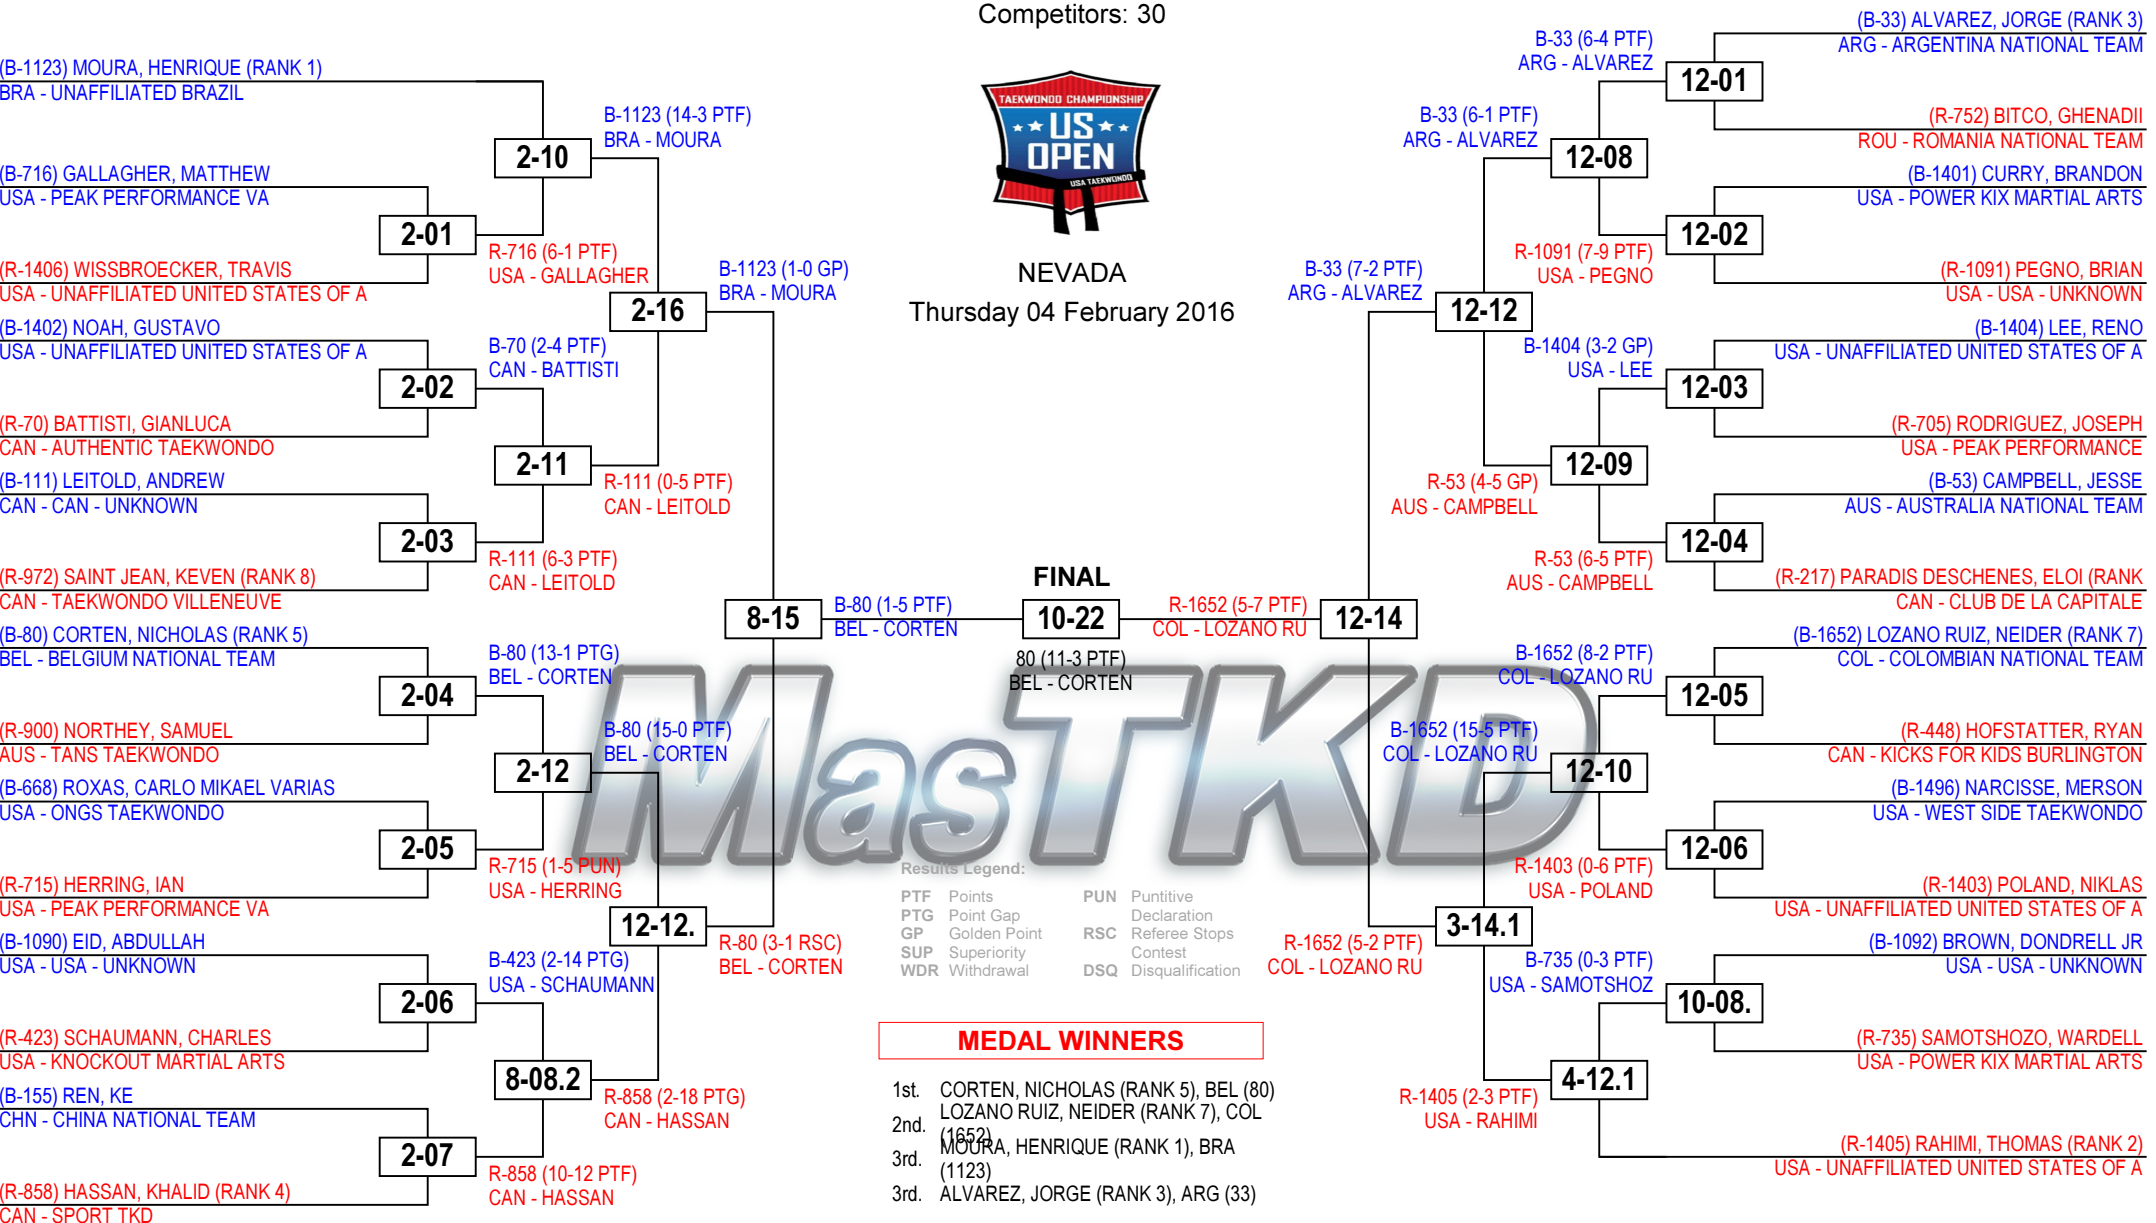 Competitors: 30
TAEKWONDO CHAMPIONSHIP
US
OPEN
USA TAEKWONDO
NEVADA
Thursday 04 February 2016
(B-1123) MOURA, HENRIQUE (RANK 1)
BRA - UNAFFILIATED BRAZIL
(B-716) GALLAGHER, MATTHEW
USA - PEAK PERFORMANCE VA
(R-1406) WISSBROECKER, TRAVIS
USA - UNAFFILIATED UNITED STATES OF A
(B-1402) NOAH, GUSTAVO
USA - UNAFFILIATED UNITED STATES OF A
(R-70) BATTISTI, GIANLUCA
CAN - AUTHENTIC TAEKWONDO
(B-111) LEITOLD, ANDREW
CAN - CAN - UNKNOWN
(R-972) SAINT JEAN, KEVEN (RANK 8)
CAN - TAEKWONDO VILLENEUVE
(B-80) CORTEN, NICHOLAS (RANK 5)
BEL - BELGIUM NATIONAL TEAM
(R-900) NORTHEY, SAMUEL
AUS - TANS TAEKWONDO
(B-668) ROXAS, CARLO MIKAEL VARIAS
USA - ONGS TAEKWONDO
(R-715) HERRING, IAN
USA - PEAK PERFORMANCE VA
(B-1090) EID, ABDULLAH
USA - USA - UNKNOWN
(R-423) SCHAUMANN, CHARLES
USA - KNOCKOUT MARTIAL ARTS
(B-155) REN, KE
CHN - CHINA NATIONAL TEAM
(R-858) HASSAN, KHALID (RANK 4)
CAN - SPORT TKD
2-01
2-02
2-03
2-04
2-05
2-06
2-07
R-716 (6-1 PTF)
USA - GALLAGHER
B-70 (2-4 PTF)
CAN - BATTISTI
R-111 (6-3 PTF)
CAN - LEITOLD
B-80 (13-1 PTG)
BEL - CORTEN
R-715 (1-5 PUN)
USA - HERRING
B-423 (2-14 PTG)
USA - SCHAUMANN
R-858 (10-12 PTF)
CAN - HASSAN
2-10
2-11
2-12
8-08.2
B-1123 (14-3 PTF)
BRA - MOURA
R-111 (0-5 PTF)
CAN - LEITOLD
B-80 (15-0 PTF)
BEL - CORTEN
R-858 (2-18 PTG)
CAN - HASSAN
2-16
12-12.
B-1123 (1-0 GP)
BRA - MOURA
R-80 (3-1 RSC)
BEL - CORTEN
8-15
B-80 (1-5 PTF)
BEL - CORTEN
FINAL
10-22
80 (11-3 PTF)
BEL - CORTEN
R-1652 (5-7 PTF)
COL - LOZANO RU
12-14
B-33 (7-2 PTF)
ARG - ALVAREZ
R-1652 (5-2 PTF)
COL - LOZANO RU
12-12
3-14.1
B-33 (6-1 PTF)
ARG - ALVAREZ
R-53 (4-5 GP)
AUS - CAMPBELL
B-1652 (15-5 PTF)
COL - LOZANO RU
R-1405 (2-3 PTF)
USA - RAHIMI
12-08
12-09
12-10
4-12.1
B-33 (6-4 PTF)
ARG - ALVAREZ
R-1091 (7-9 PTF)
USA - PEGNO
B-1404 (3-2 GP)
USA - LEE
R-53 (6-5 PTF)
AUS - CAMPBELL
B-1652 (8-2 PTF)
COL - LOZANO RU
R-1403 (0-6 PTF)
USA - POLAND
B-735 (0-3 PTF)
USA - SAMOTSHOZ
12-01
12-02
12-03
12-04
12-05
12-06
10-08.
(B-33) ALVAREZ, JORGE (RANK 3)
ARG - ARGENTINA NATIONAL TEAM
(R-752) BITCO, GHENADII
ROU - ROMANIA NATIONAL TEAM
(B-1401) CURRY, BRANDON
USA - POWER KIX MARTIAL ARTS
(R-1091) PEGNO, BRIAN
USA - USA - UNKNOWN
(B-1404) LEE, RENO
USA - UNAFFILIATED UNITED STATES OF A
(R-705) RODRIGUEZ, JOSEPH
USA - PEAK PERFORMANCE
(B-53) CAMPBELL, JESSE
AUS - AUSTRALIA NATIONAL TEAM
(R-217) PARADIS DESCHENES, ELOI (RANK
CAN - CLUB DE LA CAPITALE
(B-1652) LOZANO RUIZ, NEIDER (RANK 7)
COL - COLOMBIAN NATIONAL TEAM
(R-448) HOFSTATTER, RYAN
CAN - KICKS FOR KIDS BURLINGTON
(B-1496) NARCISSE, MERSON
USA - WEST SIDE TAEKWONDO
(R-1403) POLAND, NIKLAS
USA - UNAFFILIATED UNITED STATES OF A
(B-1092) BROWN, DONDRELL JR
USA - USA - UNKNOWN
(R-735) SAMOTSHOZO, WARDELL
USA - POWER KIX MARTIAL ARTS
(R-1405) RAHIMI, THOMAS (RANK 2)
USA - UNAFFILIATED UNITED STATES OF A
MasTKD
Results Legend:
PTF Points
PTG Point Gap
GP Golden Point
SUP Superiority
WDR Withdrawal
PUN Puntitive
Declaration
RSC Referee Stops
Contest
DSQ Disqualification
MEDAL WINNERS
1st. CORTEN, NICHOLAS (RANK 5), BEL (80)
2nd. LOZANO RUIZ, NEIDER (RANK 7), COL
(1652)
3rd. MOURA, HENRIQUE (RANK 1), BRA
(1123)
3rd. ALVAREZ, JORGE (RANK 3), ARG (33)